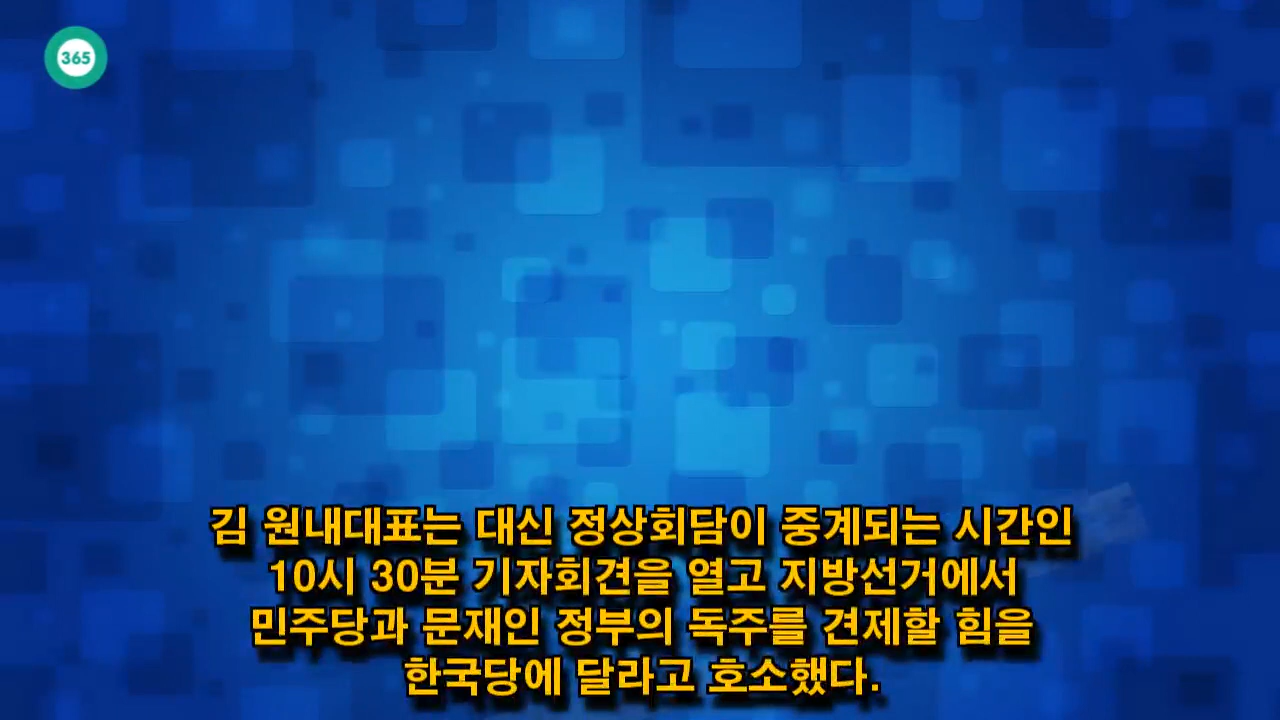 365
김 원내대표는 대신 정상회담이 중계되는 시간인
10시 30분 기자회견을 열고 지방선거에서
민주당과 문재인 정부의 독주를 견제할 힘을
한국당에 달라고 호소했다.